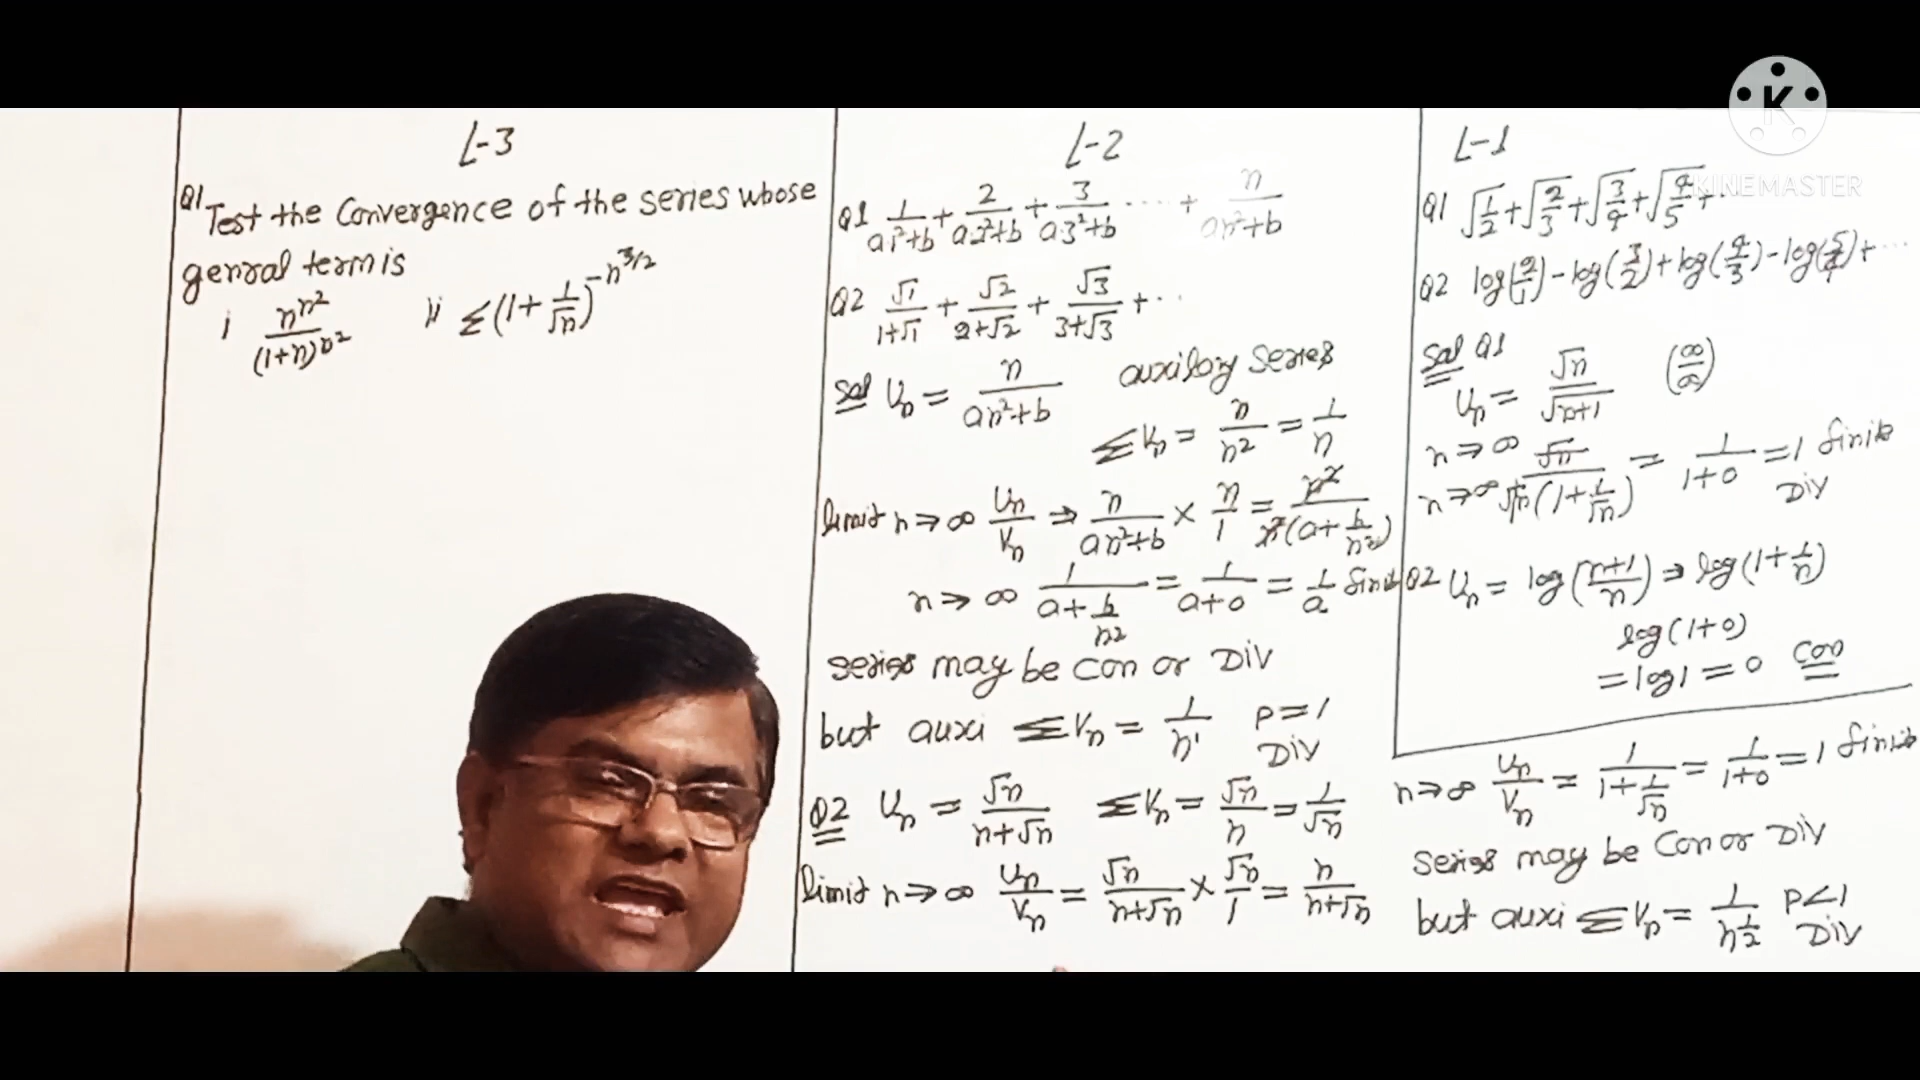 L-3
Q1 Test the Convergence of the series whose
genral term is
i n^n² / (1+n)^n² ii Σ(1+1/√n)^-n^3/2
L-2
Q1 1/(a1²+b) + 2/(a2²+b) + 3/(a3²+b) ..... + n/(an²+b)
Q2 √1/(1+√1) + √2/(2+√2) + √3/(3+√3) + ..
Sol Un = n/(an²+b) auxilary series
ΣVn = n/n² = 1/n
limit n→∞ Un/Vn ⇒ n/(an²+b) × n/1 = n²/(n²(a+b/n²))
n→∞ 1/(a+b/n²) = 1/(a+0) = 1/a finit
series may be con or Div
but auxi ΣVn = 1/n¹ P=1
Div
Q2 Un = √n/(n+√n) ΣVn = √n/n = 1/√n
limit n→∞ Un/Vn = √n/(n+√n) × √n/1 = n/(n+√n)
L-1
KINEMASTER
Q1 √(1/2) + √(2/3) + √(3/4) + √(4/5) + ..
Q2 log(2/1) - log(3/2) + log(4/3) - log(5/4) + ...
Sol Q1
Un = √n/√n+1 (∞/∞)
n→∞ √n
n→∞ √n(1+1/√n) = 1/(1+0) = 1 finite
Div
Q2 Un = log((n+1)/n) ⇒ log(1+1/n)
log(1+0)
= log1 = 0 Con
n→∞ Un/Vn = 1/(1+1/√n) = 1/(1+0) = 1 finite
series may be Con or Div
but auxi ΣVn = 1/n^1/2 P<1
Div
K